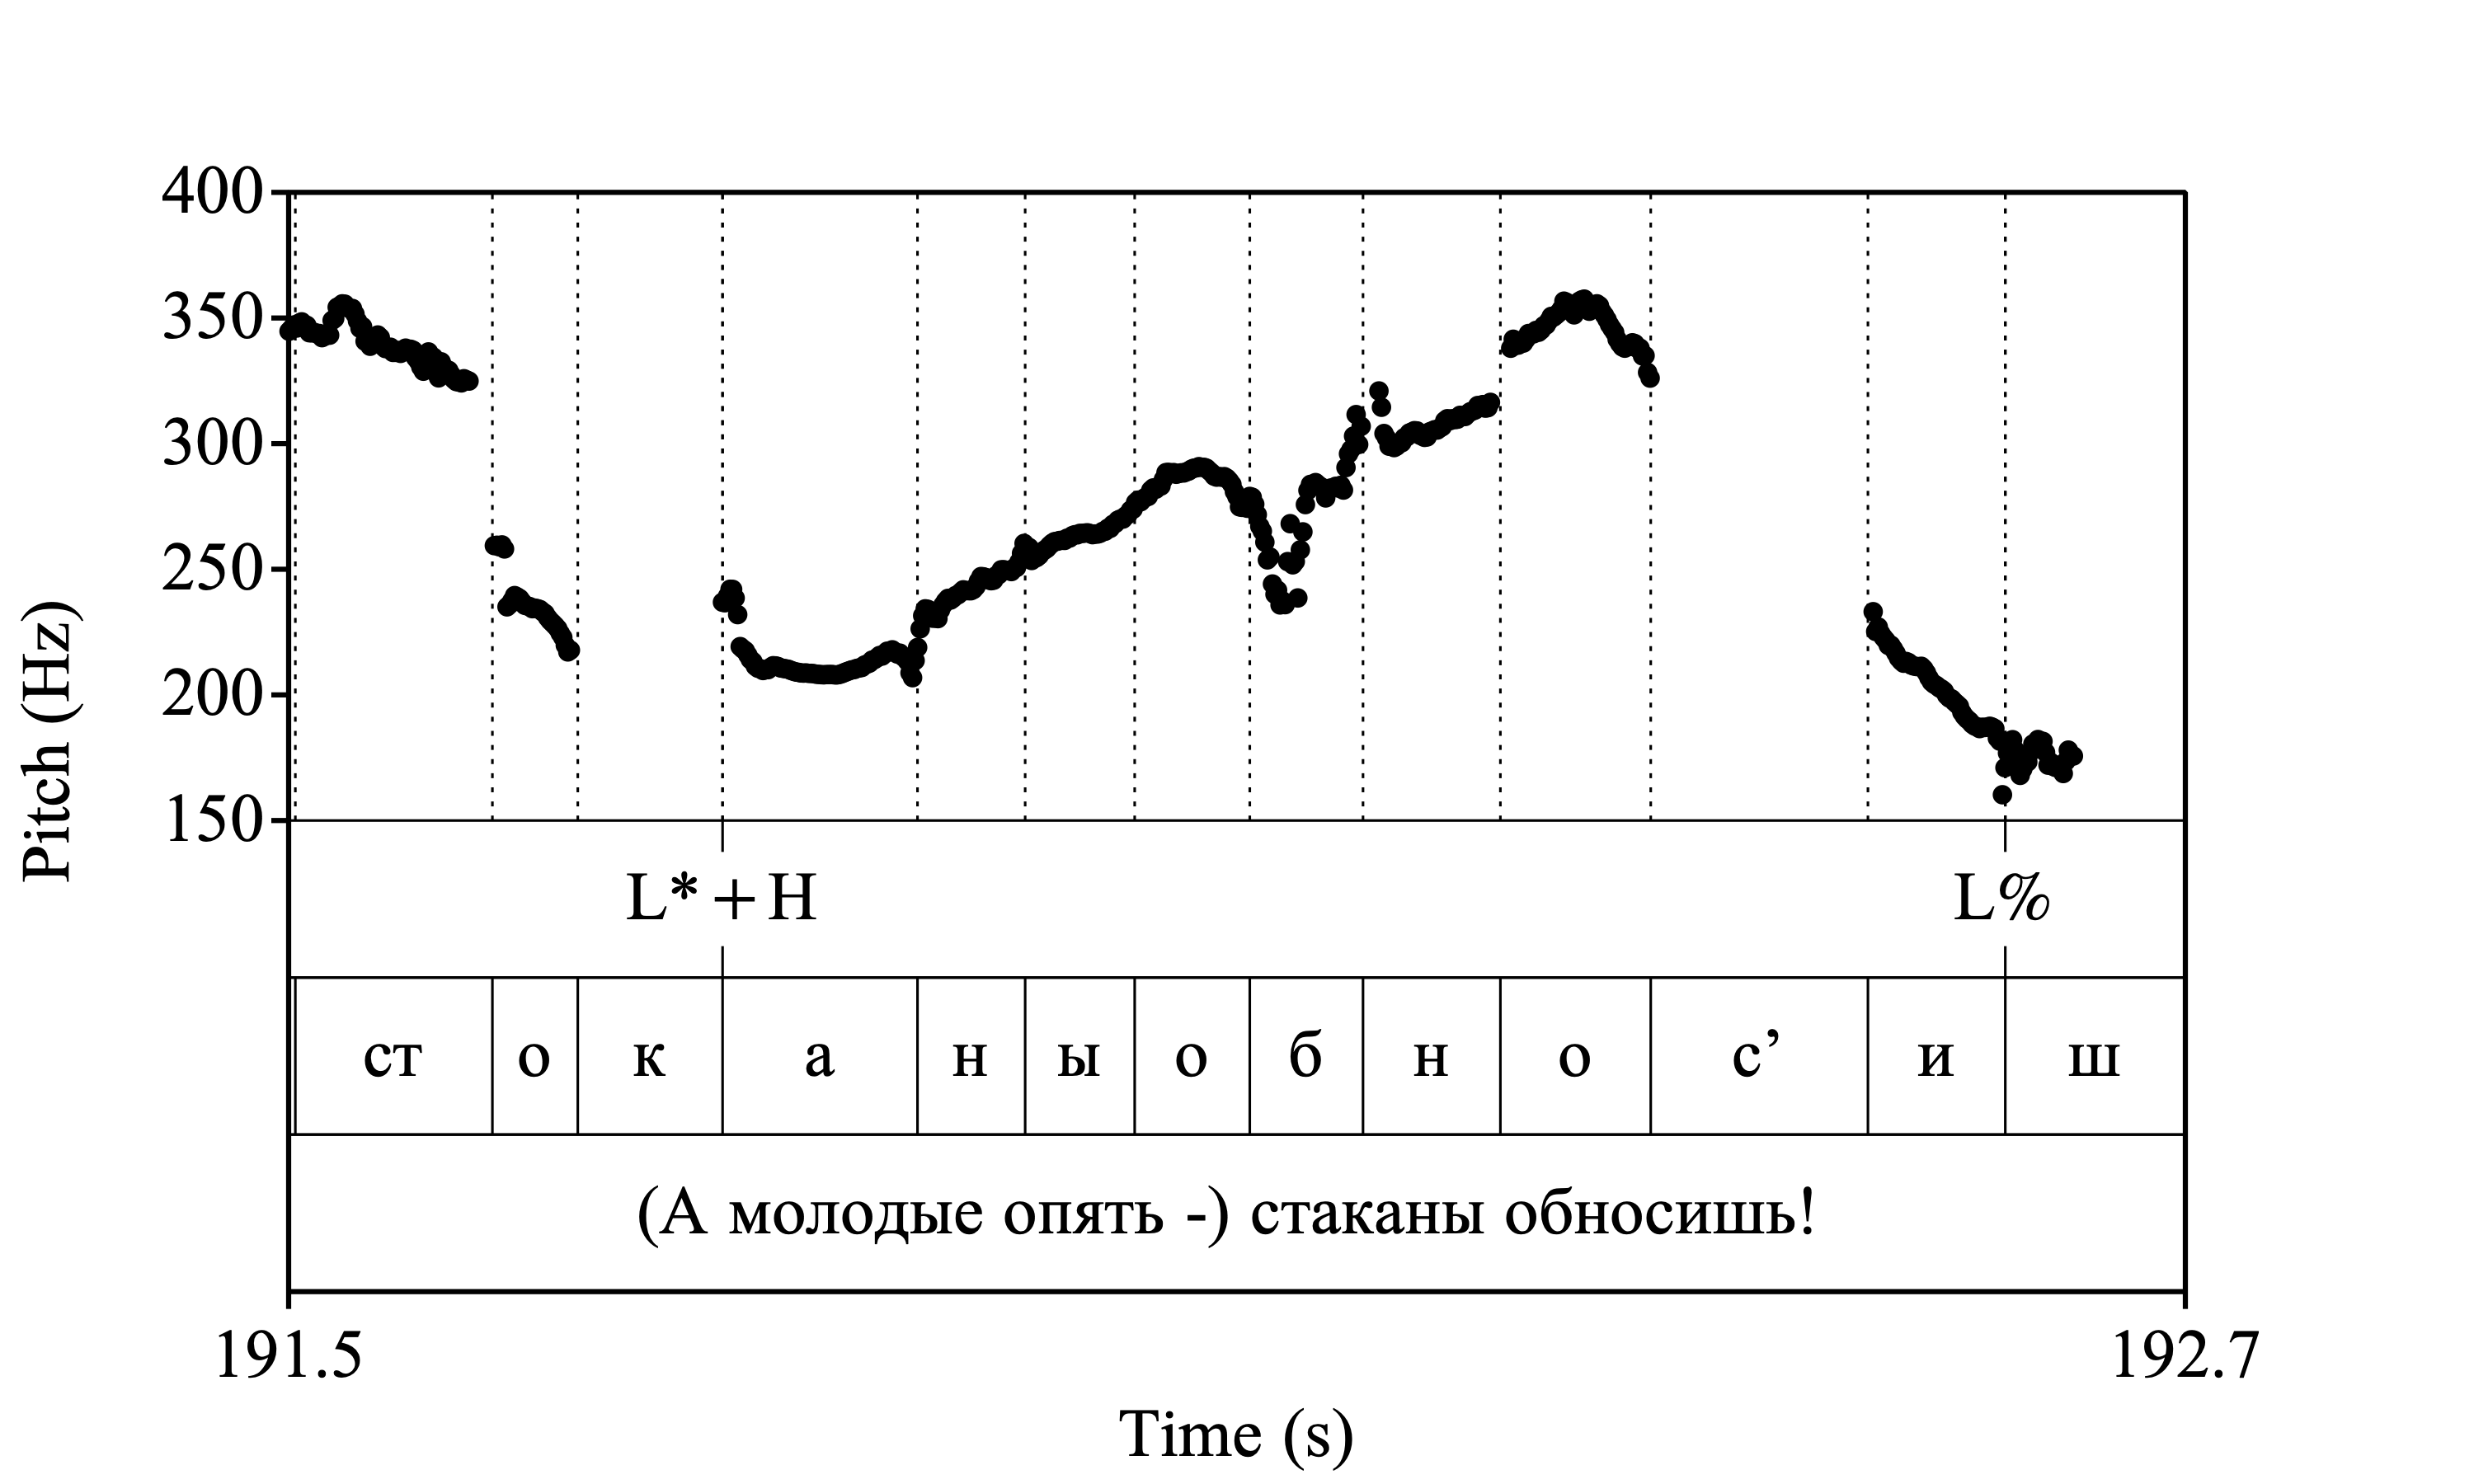 400
350
300
250
200
150
Pitch (Hz)
L*+H L%
ст о к а н ы о б н о с’ и ш
(А молодые опять -) стаканы обносишь!
191.5 192.7
Time (s)